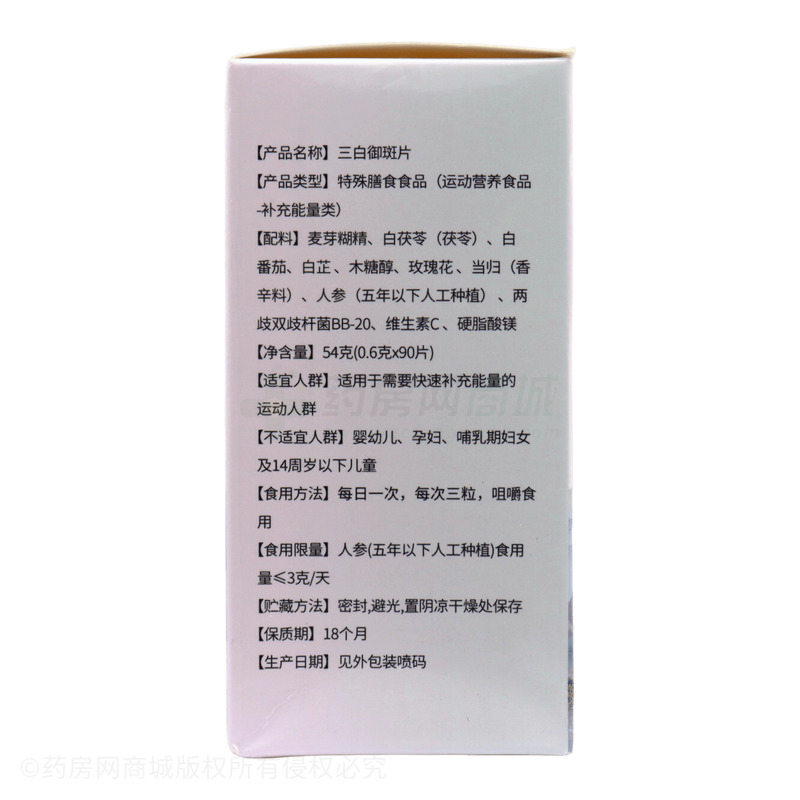 【产品名称】三白御斑片
【产品类型】特殊膳食食品（运动营养食品
-补充能量类）
【配料】麦芽糊精、白茯苓（茯苓）、白
番茄、白芷、木糖醇、玫瑰花、当归（香
辛料）、人参（五年以下人工种植）、两
歧双歧杆菌BB-20、维生素C、硬脂酸镁
【净含量】54克(0.6克x90片)
【适宜人群】适用于需要快速补充能量的
运动人群
【不适宜人群】婴幼儿、孕妇、哺乳期妇女
及14周岁以下儿童
【食用方法】每日一次，每次三粒，咀嚼食
用
【食用限量】人参(五年以下人工种植)食用
量≤3克/天
【贮藏方法】密封,避光,置阴凉干燥处保存
【保质期】18个月
【生产日期】见外包装喷码
药房网商城
©药房网商城版权所有侵权必究